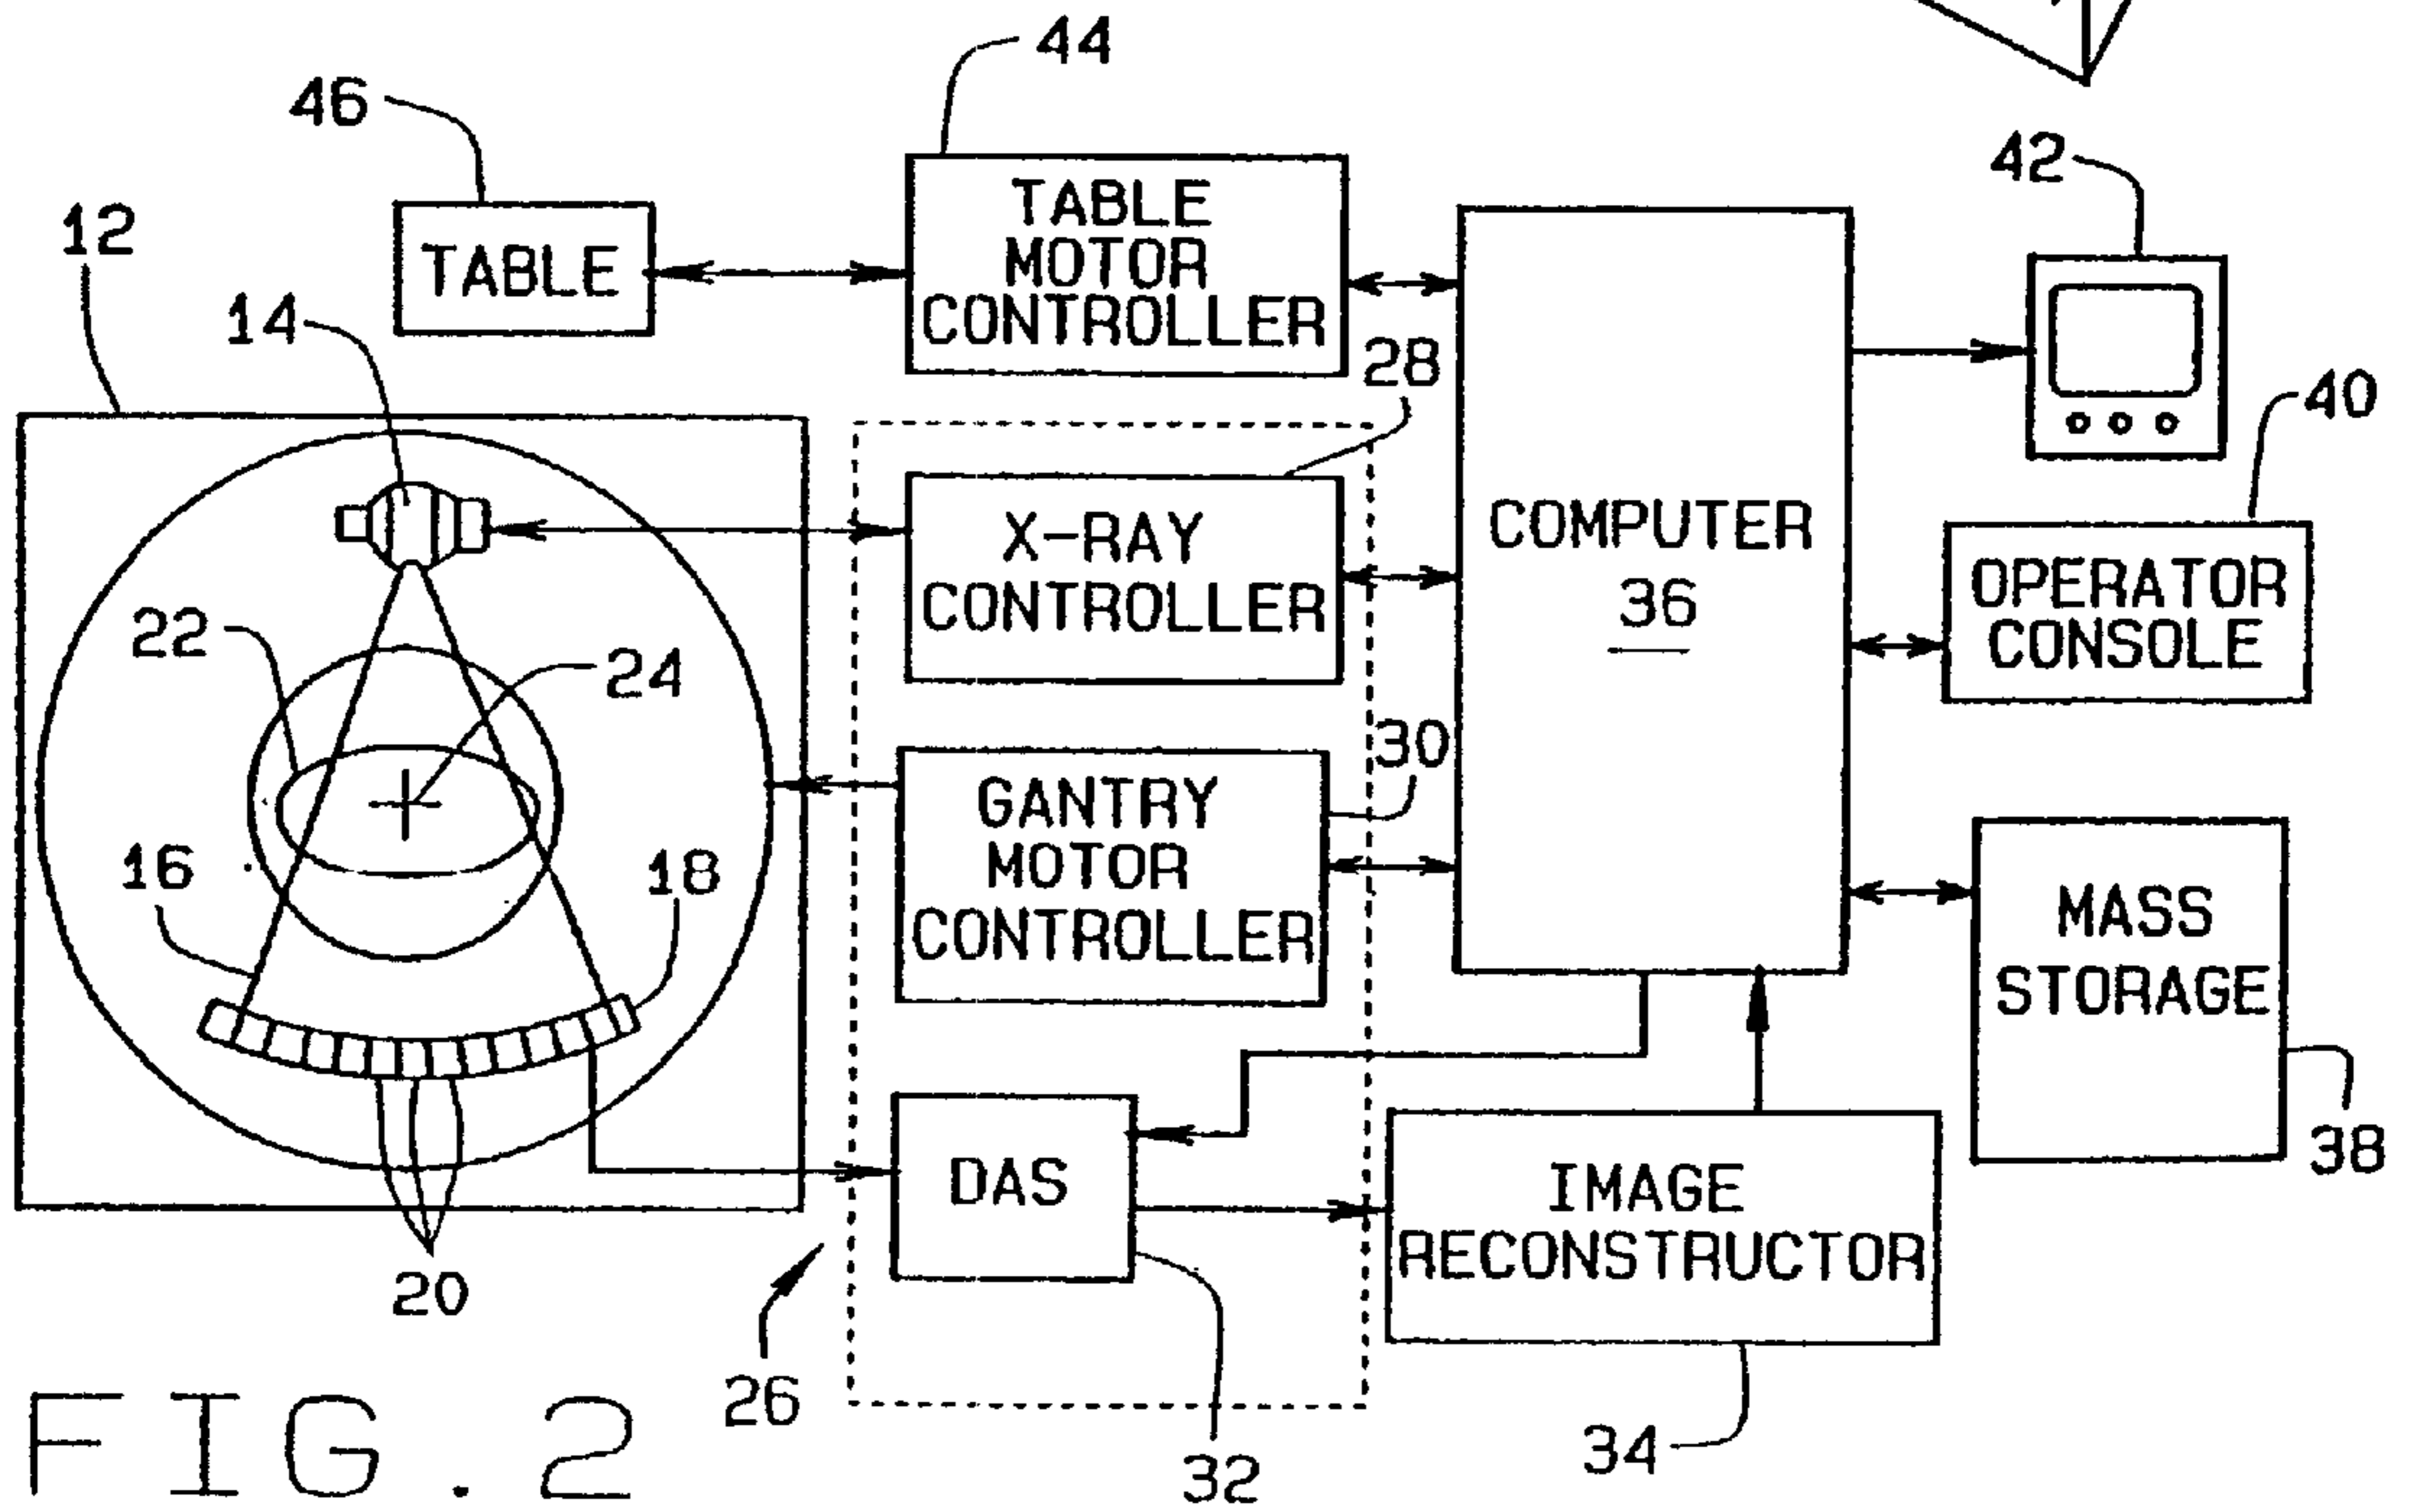 44
46
42
12
TABLE
MOTOR
CONTROLLER
TABLE
14
28
40
X-RAY
CONTROLLER
COMPUTER
36
OPERATOR
CONSOLE
22
24
30
GANTRY
MOTOR
CONTROLLER
16
18
MASS
STORAGE
38
DAS
IMAGE
RECONSTRUCTOR
20
26
34
32
FIG. 2